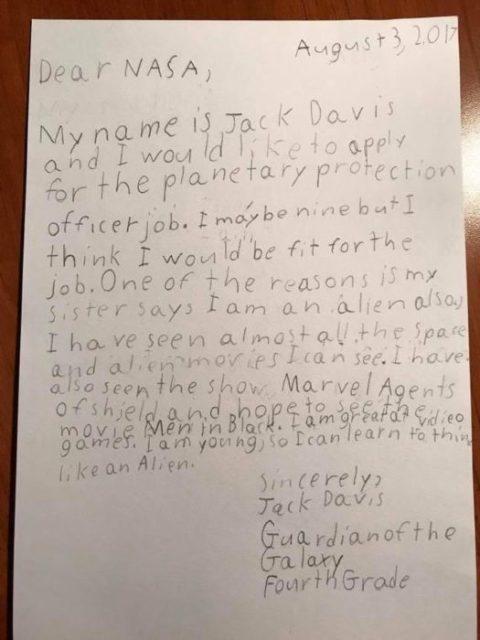 August 3, 2017
Dear NASA,
My name is Jack Davis
and I would like to apply
for the planetary protection
officer job. I may be nine but I
think I would be fit for the
job. One of the reasons is my
sister says I am an alien also,
I have seen almost all the space
and alien movies I can see. I have
also seen the show Marvel Agents
of Shield and hope to see the
movie Men in Black. I am great at vidieo
games. I am young, so I can learn to think
like an Alien.
Sincerely,
Jack Davis
Guardian of the
Galaxy
Fourth Grade